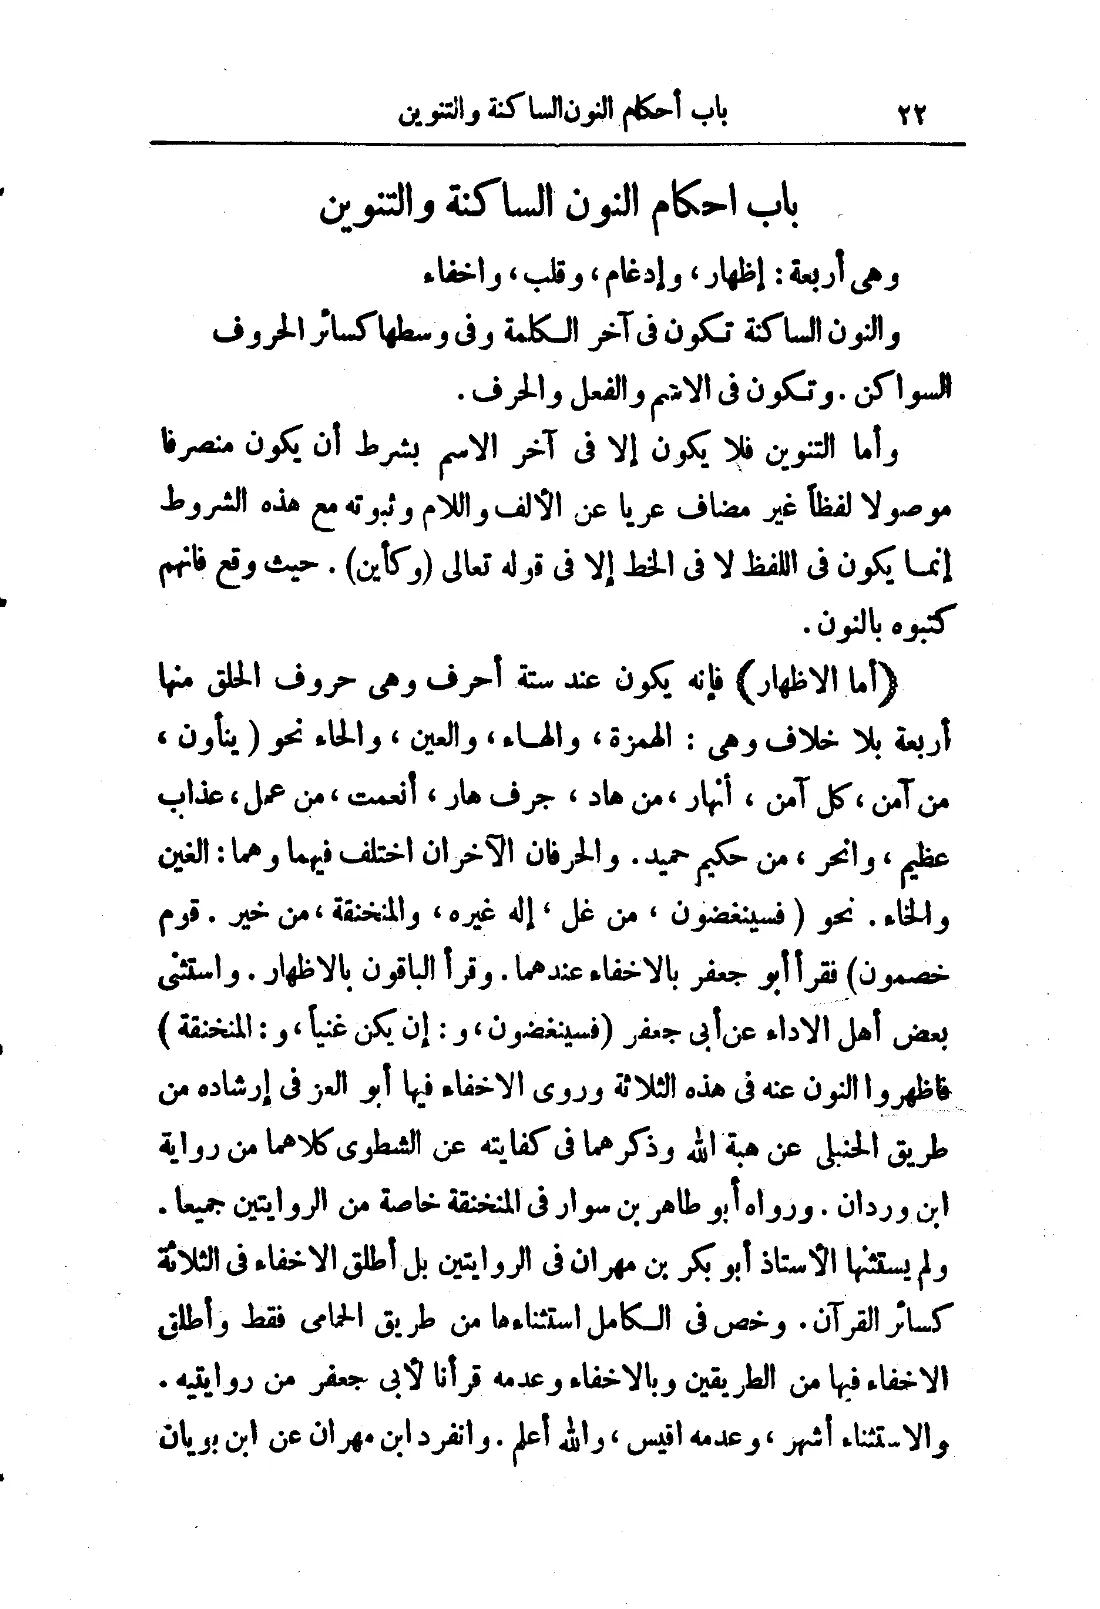 ٢٢ باب أحكام النون الساكنة والتنوين
باب احكام النون الساكنة والتنوين
وهى أربعة : إظهار ، وإدغام ، وقلب ، واخفاء
والنون الساكنة تكون فى آخر الكلمة وفى وسطها كسائر الحروف
السواكن . وتكون فى الاسم والفعل والحرف .
وأما التنوين فلا يكون إلا فى آخر الاسم بشرط أن يكون منصرفا
موصولا لفظاً غير مضاف عريا عن الألف واللام وثبوته مع هذه الشروط
إنما يكون فى اللفظ لا فى الخط إلا فى قوله تعالى (وكأين) . حيث وقع فانهم
كتبوه بالنون .
(أما الاظهار) فإنه يكون عند ستة أحرف وهى حروف الحلق منها
أربعة بلا خلاف وهى : الهمزة ، والهاء ، والعين ، والحاء نحو ( ينأون ،
من آمن ، كل آمن ، أنهار ، من هاد ، جرف هار ، أنعمت ، من عمل ، عذاب
عظيم ، وانحر ، من حكيم حميد . والحرفان الآخران اختلف فيهما وهما : الغين
والخاء . نحو ( فسينغضون ، من غل ، إله غيره ، والمنخنقة ، من خير . قوم
خصمون) فقرأ أبو جعفر بالاخفاء عندهما . وقرأ الباقون بالاظهار . واستثنى
بعض أهل الاداء عن أبى جعفر (فسينغضون ، و : إن يكن غنياً ، و : المنخنقة )
فاظهروا النون عنه فى هذه الثلاثة وروى الاخفاء فيها أبو العز فى إرشاده من
طريق الحنبلى عن هبة الله وذكرهما فى كفايته عن الشطوى كلاهما من رواية
ابن وردان . ورواه أبو طاهر بن سوار فى المنخنقة خاصة من الروايتين جميعا .
ولم يستثنها الأستاذ أبو بكر بن مهران فى الروايتين بل أطلق الاخفاء فى الثلاثة
كسائر القرآن . وخص فى الكامل استثناءها من طريق الحمامى فقط وأطلق
الاخفاء فيها من الطريقين وبالاخفاء وعدمه قرأنا لأبى جعفر من روايتيه .
والاستثناء أشهر ، وعدمه اقيس ، والله أعلم . وانفرد ابن مهران عن ابن بويان